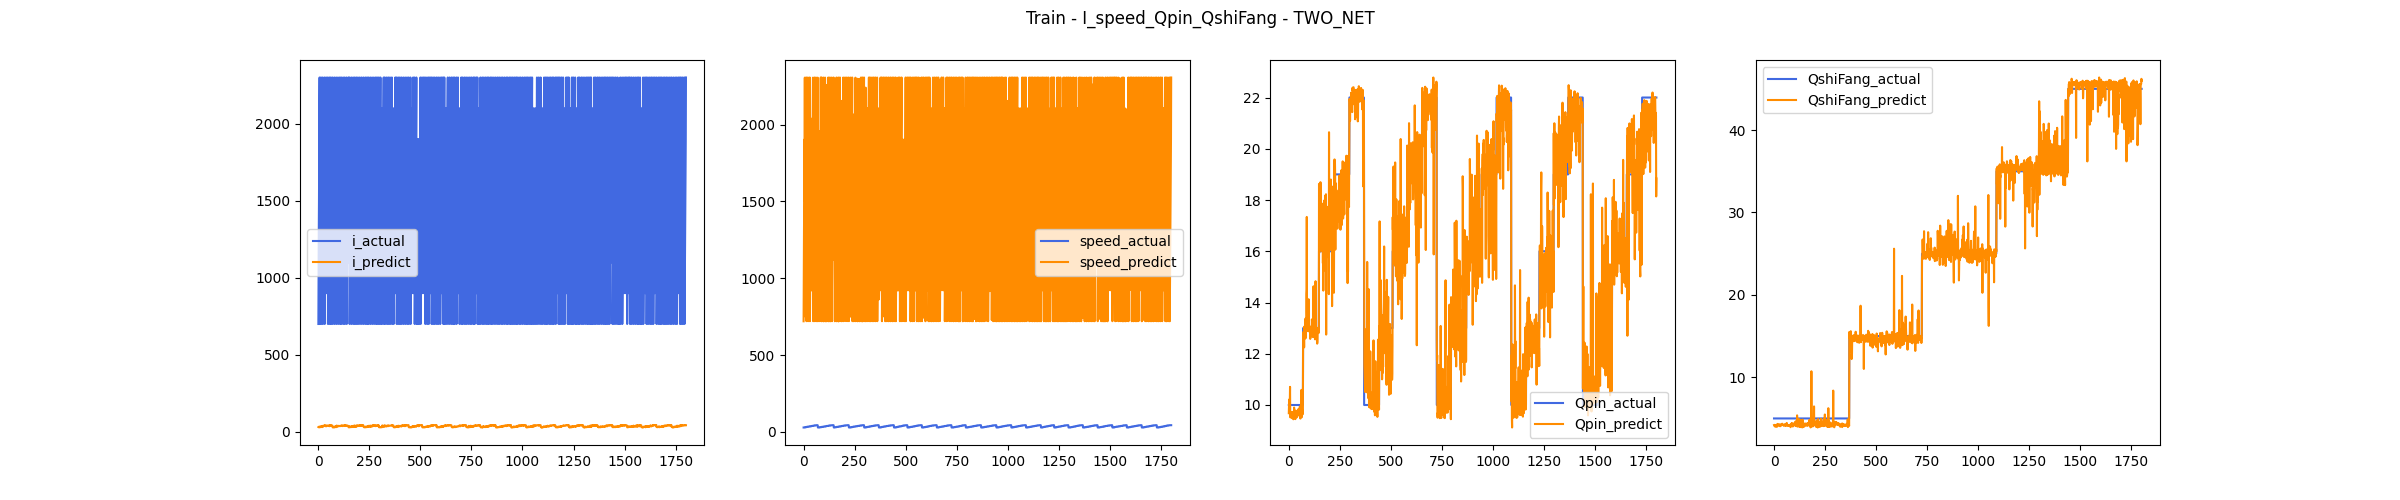 Train - I_speed_Qpin_QshiFang - TWO_NET
2000
1500
1000
500
0
i_actual
i_predict
0 250 500 750 1000 1250 1500 1750
2000
1500
1000
500
0
speed_actual
speed_predict
0 250 500 750 1000 1250 1500 1750
22
20
18
16
14
12
10
Qpin_actual
Qpin_predict
0 250 500 750 1000 1250 1500 1750
QshiFang_actual
QshiFang_predict
40
30
20
10
0 250 500 750 1000 1250 1500 1750